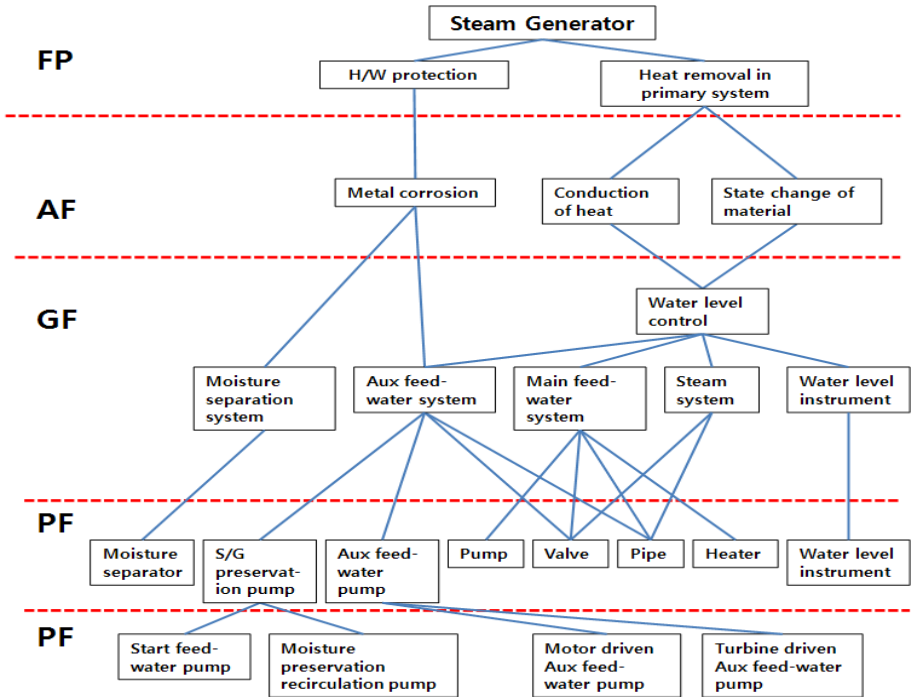 Steam Generator
FP
H/W protection
Heat removal in
primary system
AF
Metal corrosion
Conduction
of heat
State change of
material
GF
Water level
control
Moisture
separation
system
Aux feed-
water system
Main feed-
water
system
Steam
system
Water level
instrument
PF
Moisture
separator
S/G
preservat-
ion pump
Aux feed-
water
pump
Pump
Valve
Pipe
Heater
Water level
instrument
PF
Start feed-
water pump
Moisture
preservation
recirculation pump
Motor driven
Aux feed-
water pump
Turbine driven
Aux feed-water
pump